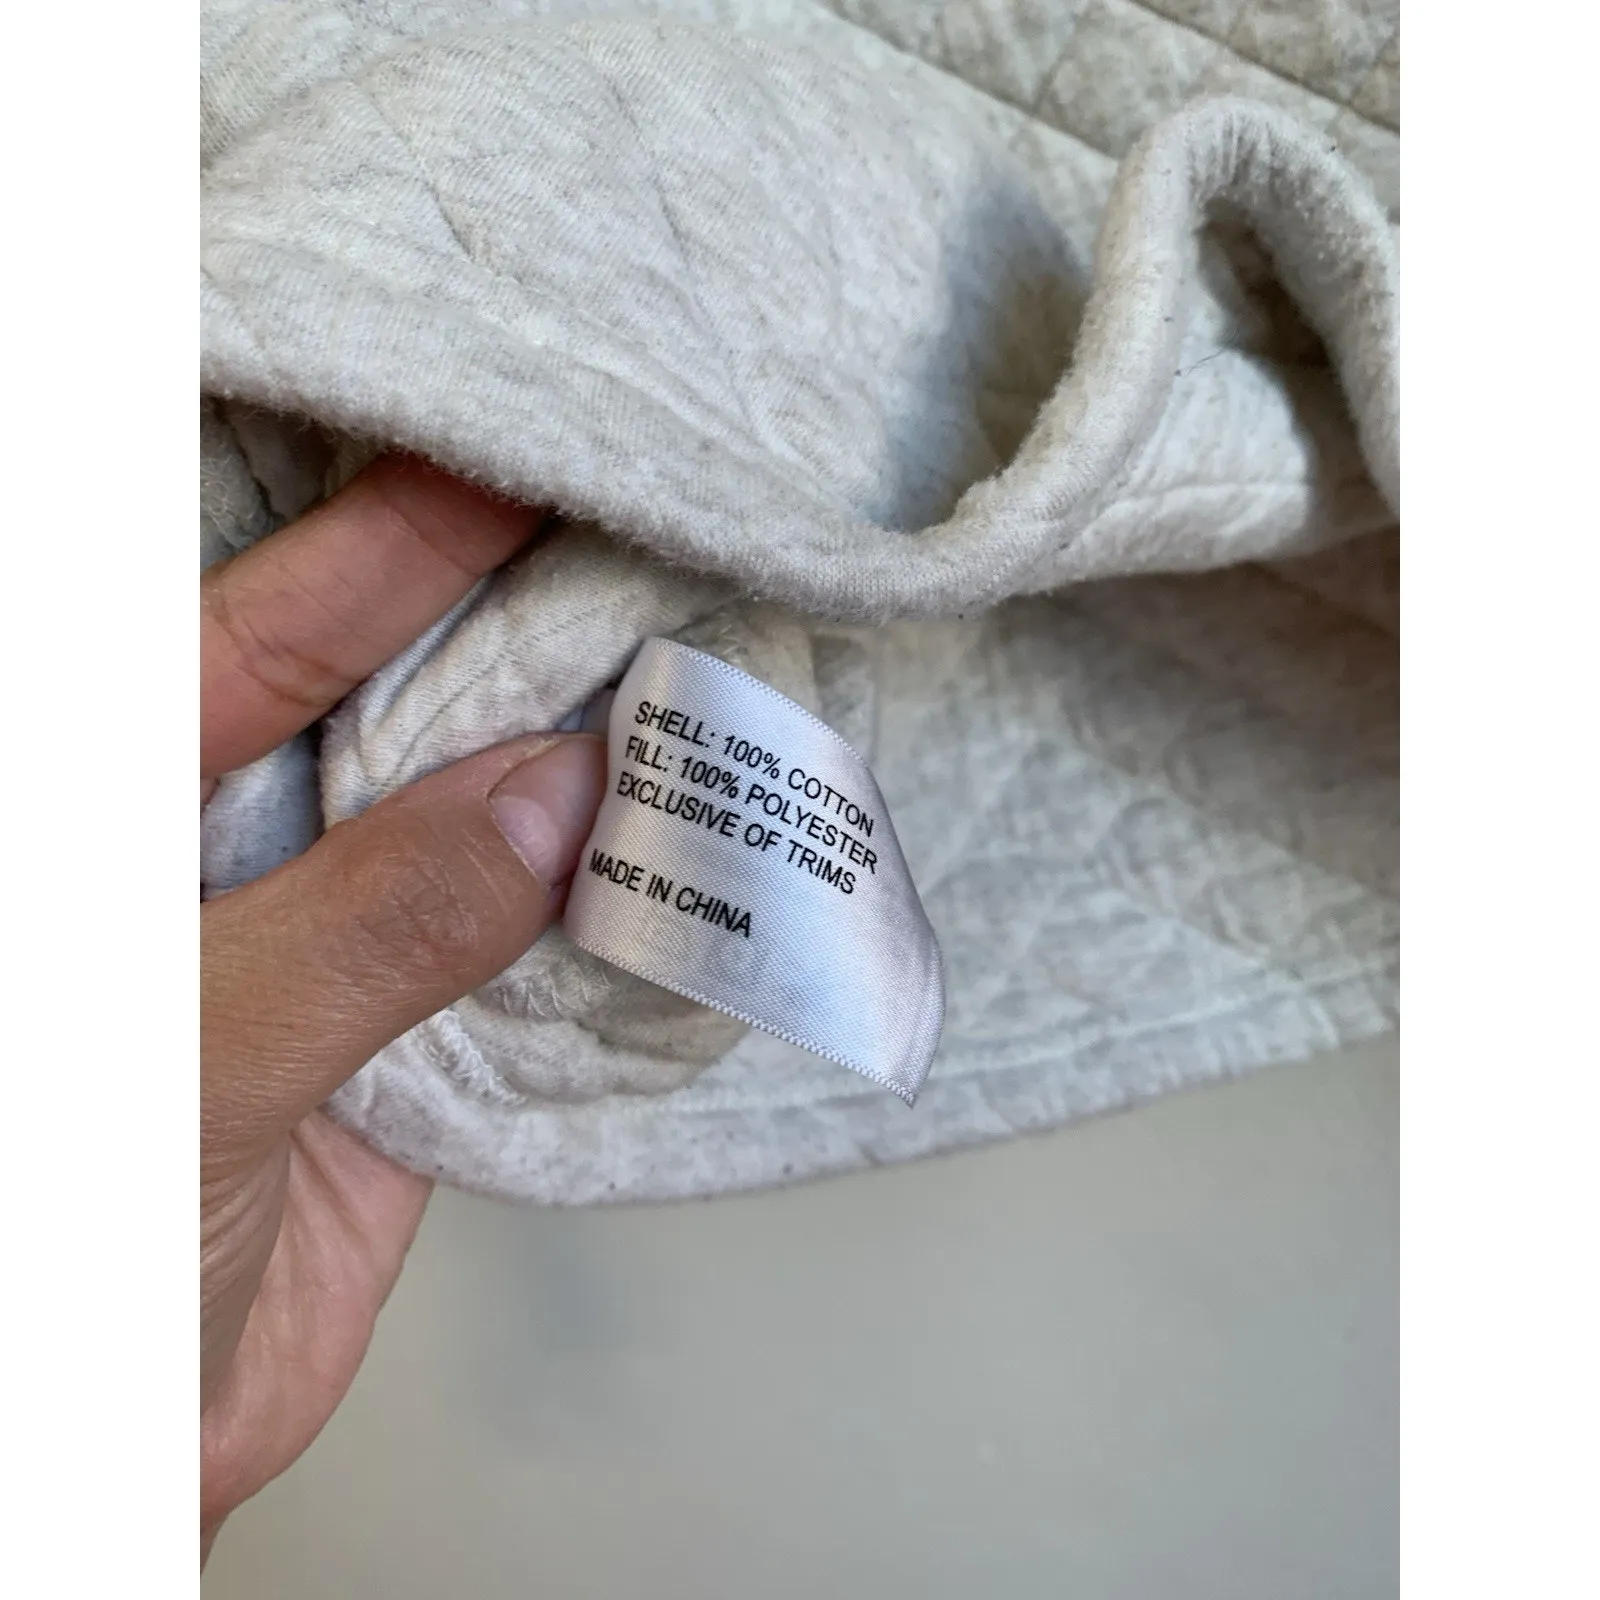 SHELL: 100% COTTON
FILL: 100% POLYESTER
EXCLUSIVE OF TRIMS
MADE IN CHINA